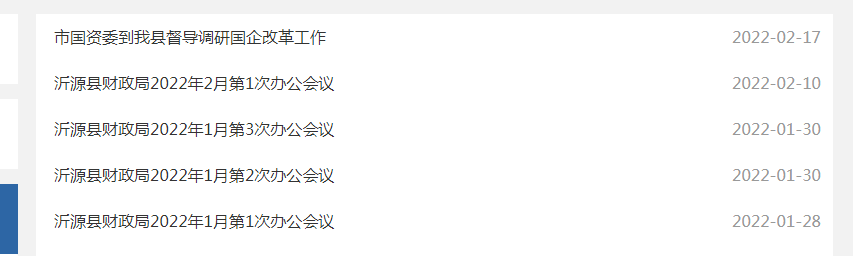 市国资委到我县督导调研国企改革工作 2022-02-17
沂源县财政局2022年2月第1次办公会议 2022-02-10
沂源县财政局2022年1月第3次办公会议 2022-01-30
沂源县财政局2022年1月第2次办公会议 2022-01-30
沂源县财政局2022年1月第1次办公会议 2022-01-28